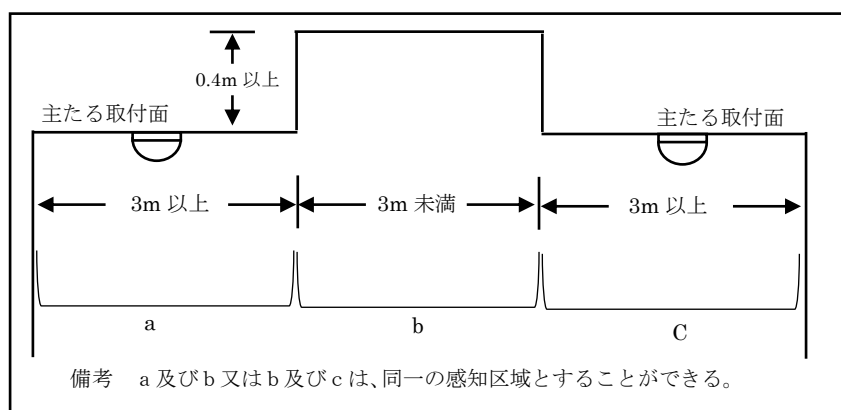 0.4m 以上
主たる取付面
主たる取付面
3m 以上
3m 未満
3m 以上
a
b
C
備考 a 及び b 又は b 及び c は、同一の感知区域とすることができる。